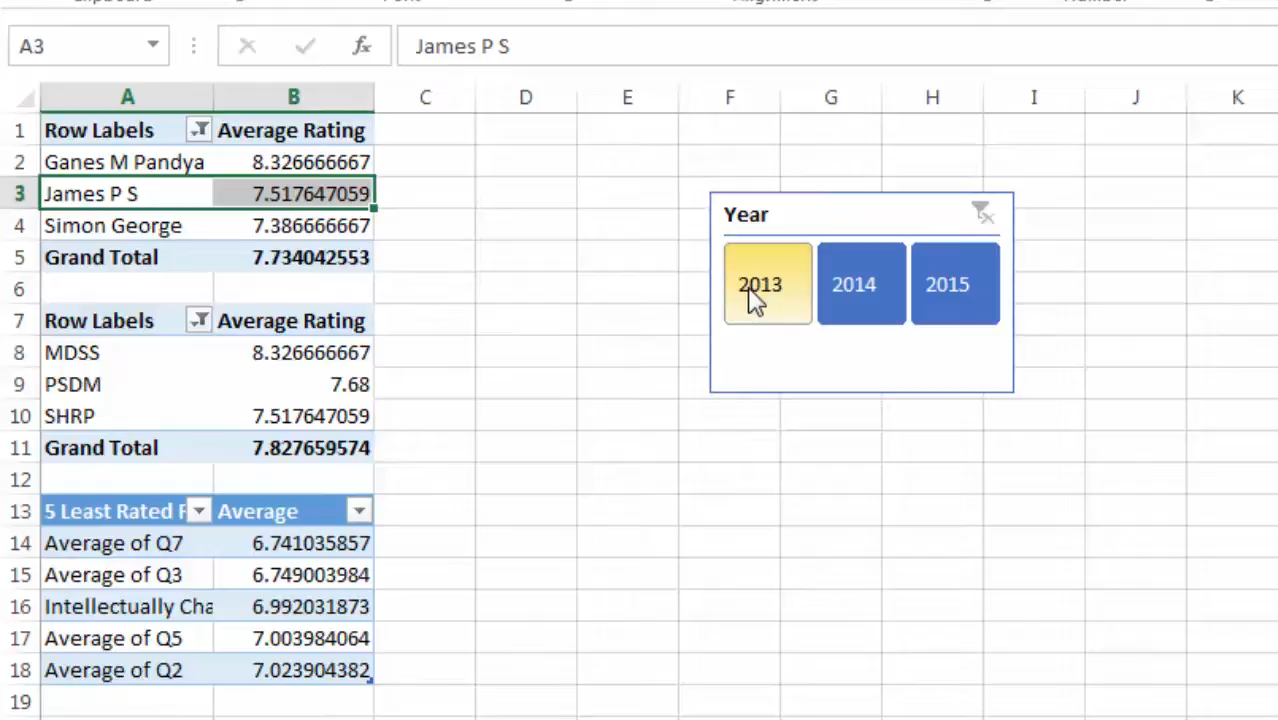 A3
fx
James P S
A B C D E F G H I J K
1 Row Labels Average Rating
2 Ganes M Pandya 8.326666667
3 James P S 7.517647059
4 Simon George 7.386666667
5 Grand Total 7.734042553
6
7 Row Labels Average Rating
8 MDSS 8.326666667
9 PSDM 7.68
10 SHRP 7.517647059
11 Grand Total 7.827659574
12
13 5 Least Rated Average
14 Average of Q7 6.741035857
15 Average of Q3 6.749003984
16 Intellectually Cha 6.992031873
17 Average of Q5 7.003984064
18 Average of Q2 7.023904382
19
Year
2013 2014 2015